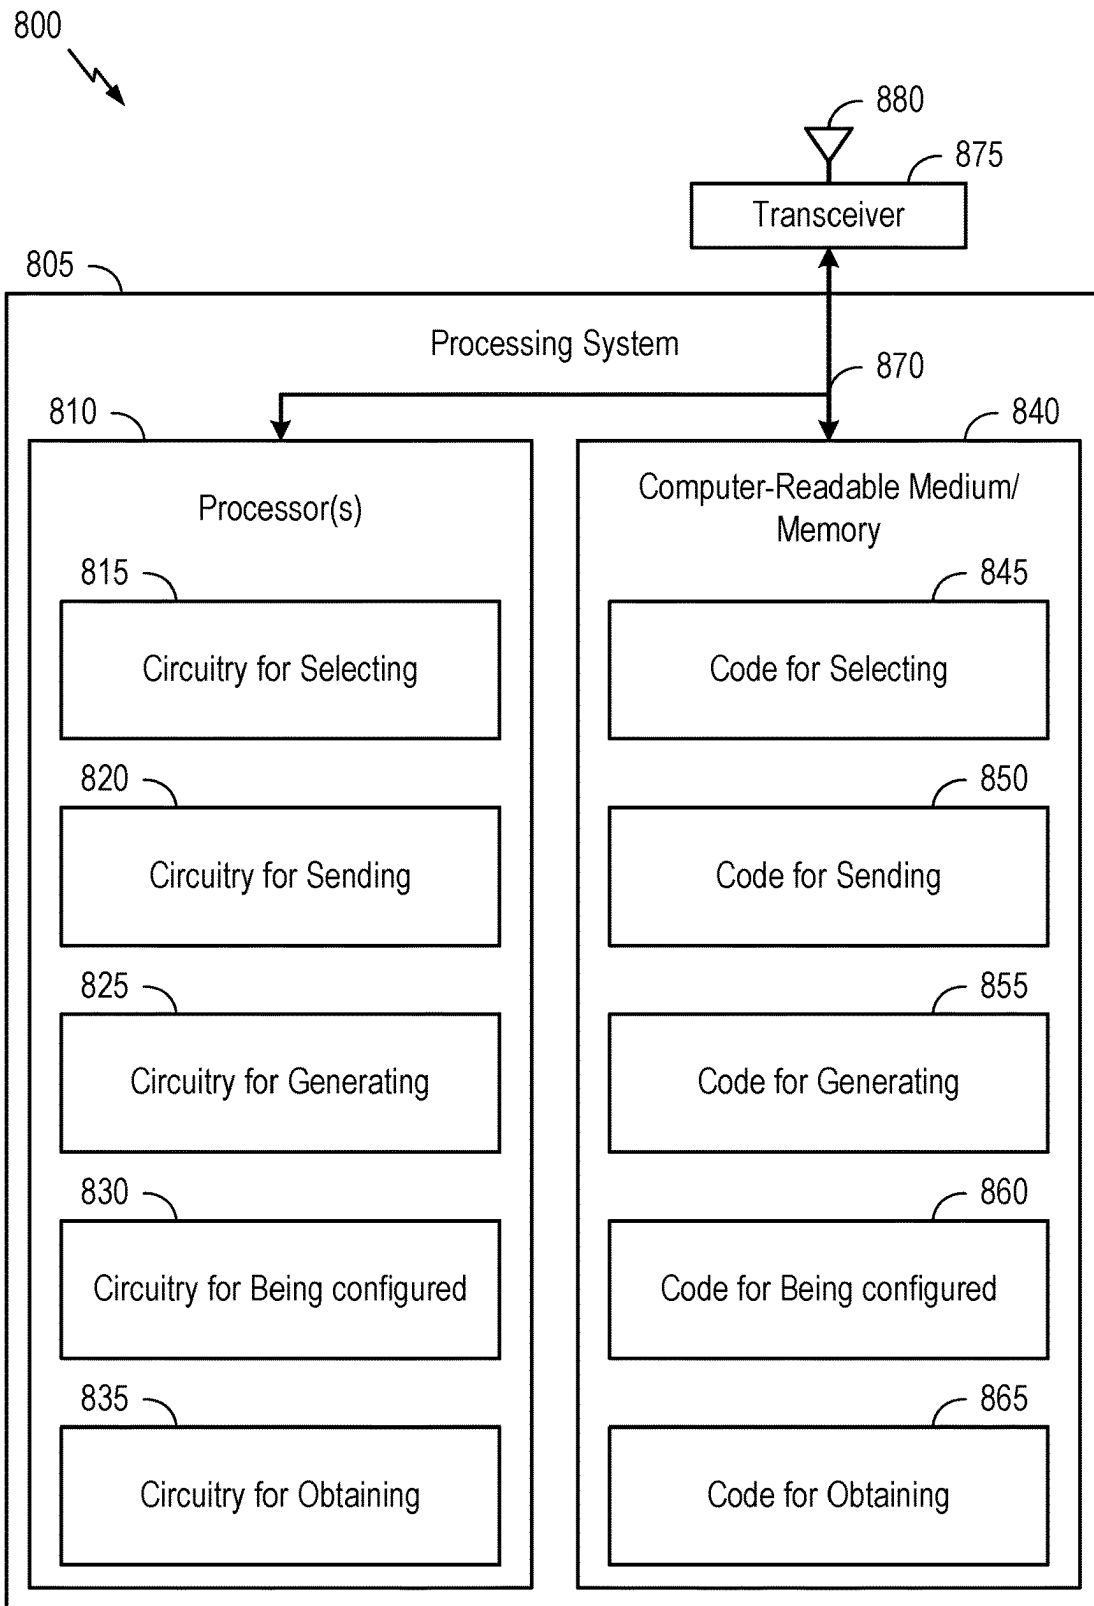 800
880
875
Transceiver
805
Processing System
870
810
840
Processor(s)
Computer-Readable Medium/
Memory
815
845
Circuitry for Selecting
Code for Selecting
820
850
Circuitry for Sending
Code for Sending
825
855
Circuitry for Generating
Code for Generating
830
860
Circuitry for Being configured
Code for Being configured
835
865
Circuitry for Obtaining
Code for Obtaining